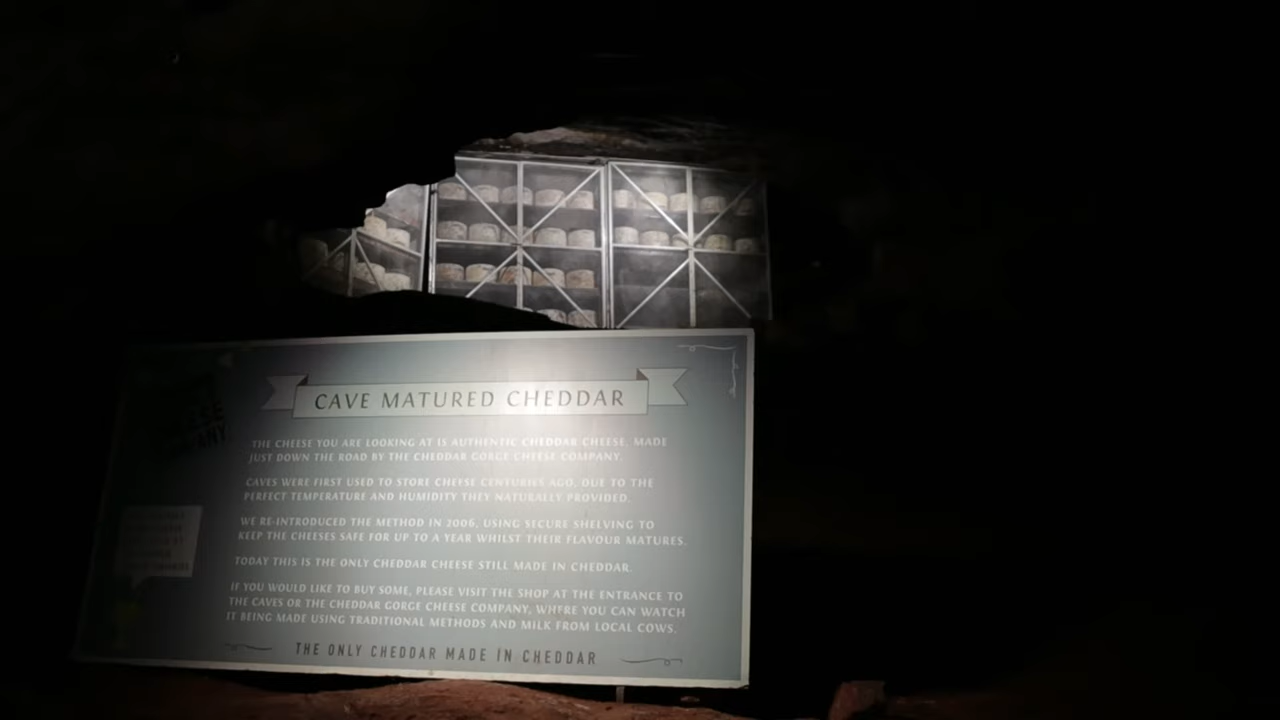 CAVE MATURED CHEDDAR
THE CHEESE YOU ARE LOOKING AT IS AUTHENTIC CHEDDAR CHEESE, MADE
JUST DOWN THE ROAD BY THE CHEDDAR GORGE CHEESE COMPANY.
CAVES WERE FIRST USED TO STORE CHEESE CENTURIES AGO, DUE TO THE
PERFECT TEMPERATURE AND HUMIDITY THEY NATURALLY PROVIDED.
WE RE-INTRODUCED THE METHOD IN 2006, USING SECURE SHELVING TO
KEEP THE CHEESES SAFE FOR UP TO A YEAR WHILST THEIR FLAVOUR MATURES.
TODAY THIS IS THE ONLY CHEDDAR CHEESE STILL MADE IN CHEDDAR.
IF YOU WOULD LIKE TO BUY SOME, PLEASE VISIT THE SHOP AT THE ENTRANCE TO
THE CAVES OR THE CHEDDAR GORGE CHEESE COMPANY, WHERE YOU CAN WATCH
IT BEING MADE USING TRADITIONAL METHODS AND MILK FROM LOCAL COWS.
THE ONLY CHEDDAR MADE IN CHEDDAR